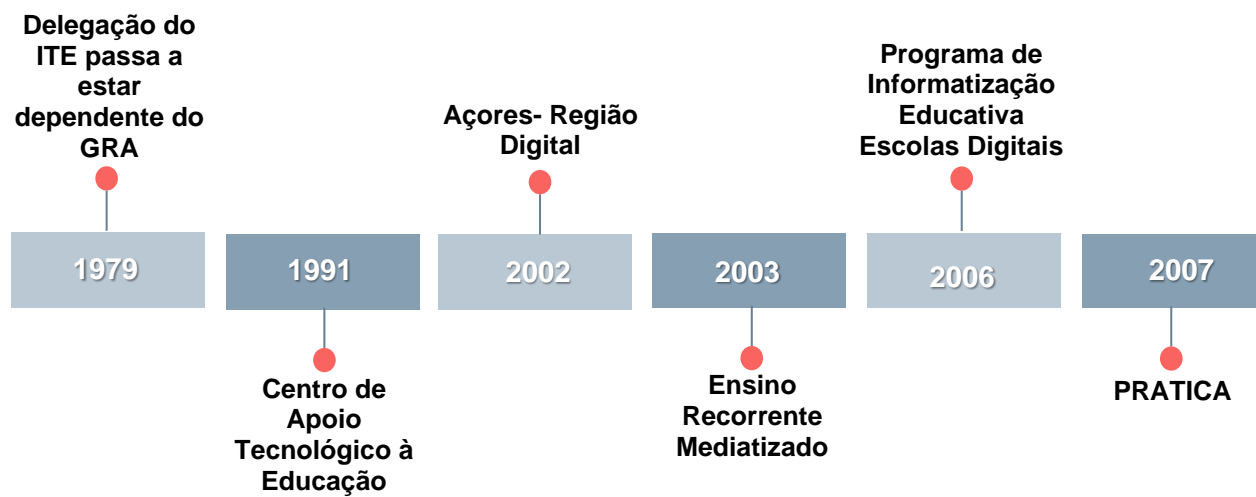 Delegação do
ITE passa a
estar
dependente do
GRA
Açores- Região
Digital
Programa de
Informatização
Educativa
Escolas Digitais
1979
1991
2002
2003
2006
2007
Centro de
Apoio
Tecnológico à
Educação
Ensino
Recorrente
Mediatizado
PRATICA